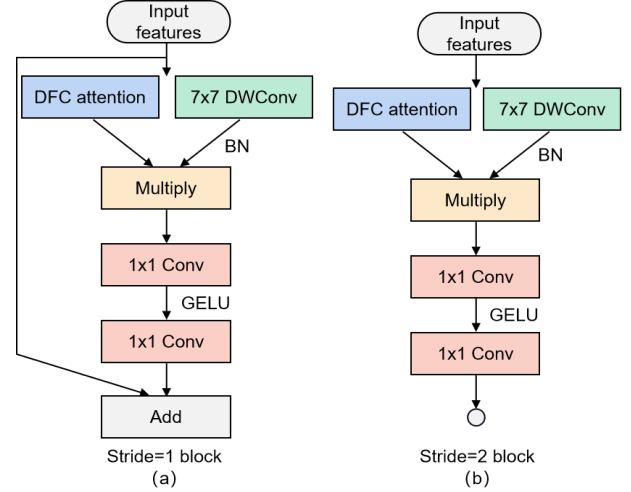 Input
features
DFC attention
7x7 DWConv
BN
Multiply
1x1 Conv
GELU
1x1 Conv
Add
Stride=1 block
(a)
Input
features
DFC attention
7x7 DWConv
BN
Multiply
1x1 Conv
GELU
1x1 Conv
Stride=2 block
(b)